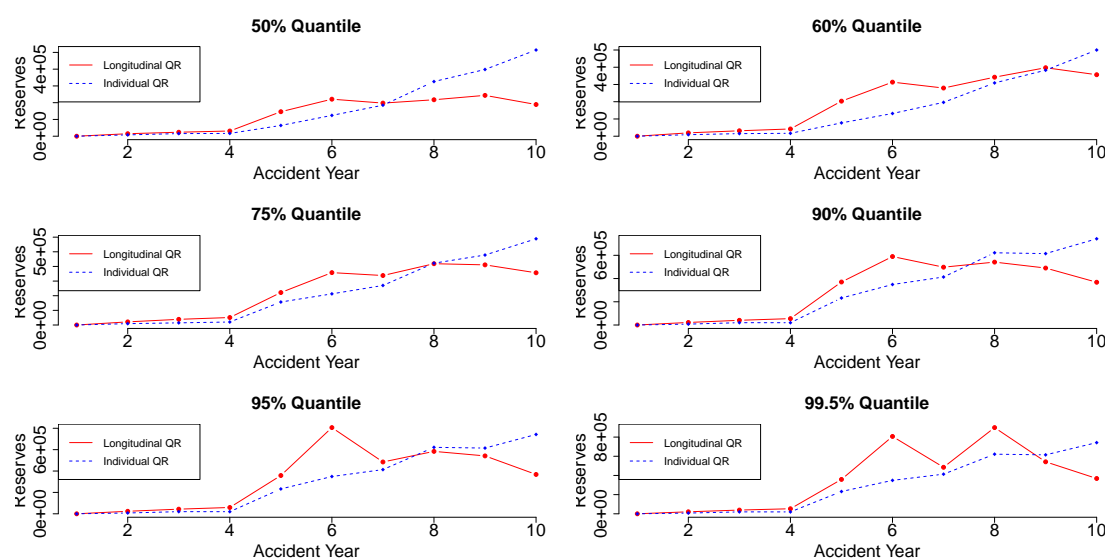 50% Quantile
Reserves
0e+00 4e+05
Longitudinal QR
Individual QR
2 4 6 8 10
Accident Year
60% Quantile
Reserves
0e+00 4e+05
Longitudinal QR
Individual QR
2 4 6 8 10
Accident Year
75% Quantile
Reserves
0e+00 5e+05
Longitudinal QR
Individual QR
2 4 6 8 10
Accident Year
90% Quantile
Reserves
0e+00 6e+05
Longitudinal QR
Individual QR
2 4 6 8 10
Accident Year
95% Quantile
Reserves
0e+00 6e+05
Longitudinal QR
Individual QR
2 4 6 8 10
Accident Year
99.5% Quantile
Reserves
0e+00 8e+05
Longitudinal QR
Individual QR
2 4 6 8 10
Accident Year